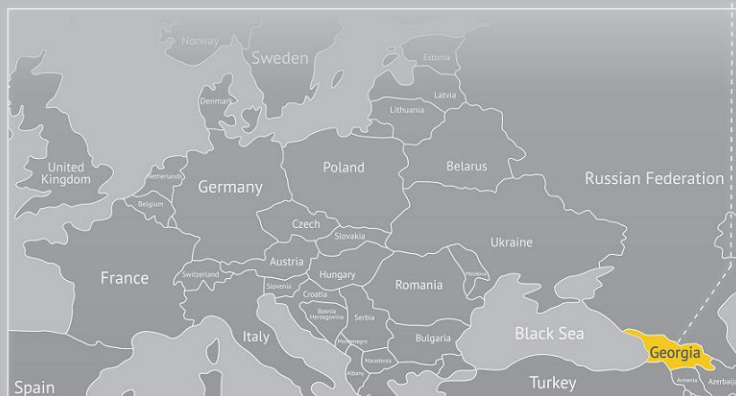 Norway
Sweden
Estonia
Latvia
Denmark
Lithuania
United
Kingdom
Netherlands
Germany
Poland
Belarus
Russian Federation
Belgium
Czech
Slovakia
Ukraine
France
Switzerland
Austria
Hungary
Slovenia
Croatia
Romania
Moldova
Bosnia
Herzegovina
Serbia
Italy
Montenegro
Bulgaria
Black Sea
Georgia
Macedonia
Albany
Spain
Turkey
Armenia
Azerbaija